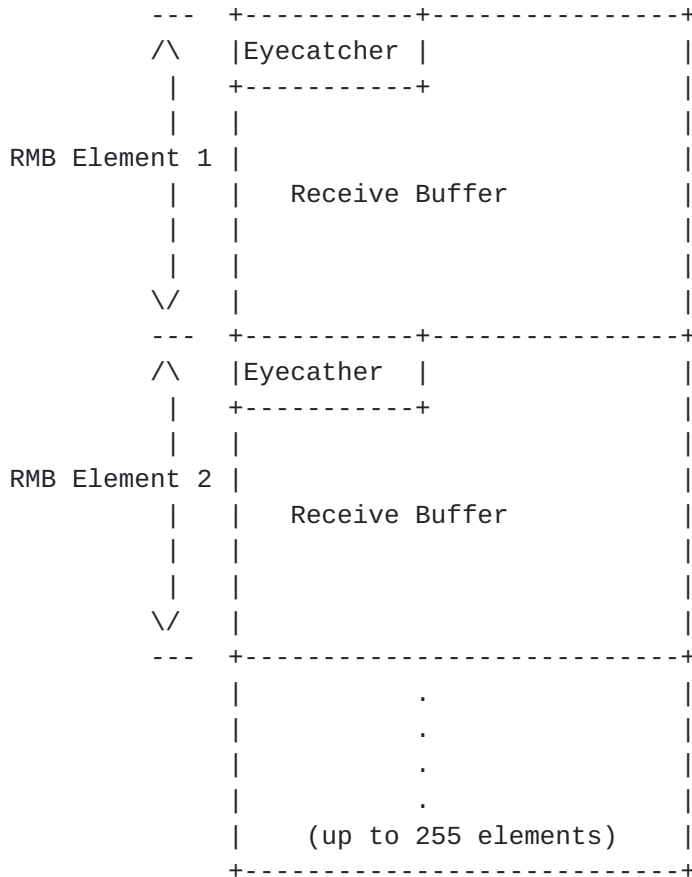 Eyecatcher
RMB Element 1
Receive Buffer
Eyecather
RMB Element 2
Receive Buffer
.
.
.
.
(up to 255 elements)